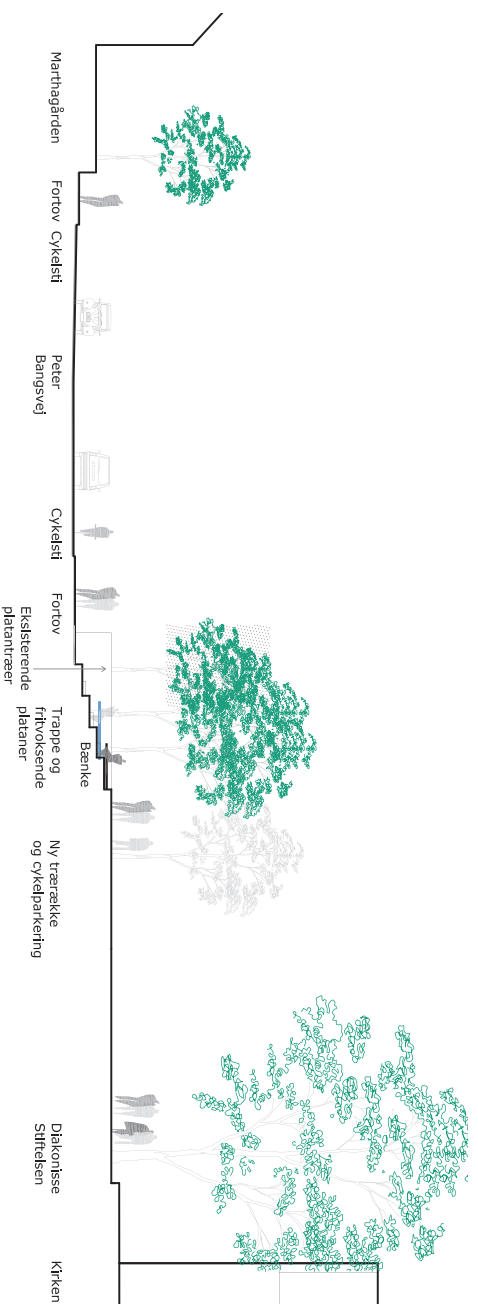 Marthagården
Fortov
Cykelsti
Peter
Bangsvej
Cykelsti
Fortov
Eksisterende
platantræer
Trappe og
fritvoksende
plataner
Bænke
Ny trærække
og cykelparkering
Diakonisse
Stiftelsen
Kirken